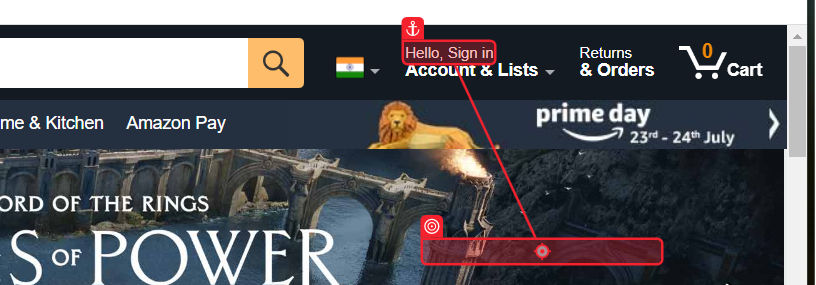 Hello, Sign in
Account & Lists
Returns
& Orders
0
Cart
me & Kitchen
Amazon Pay
prime day
23rd - 24th July
ORD OF THE RINGS
S OF POWER